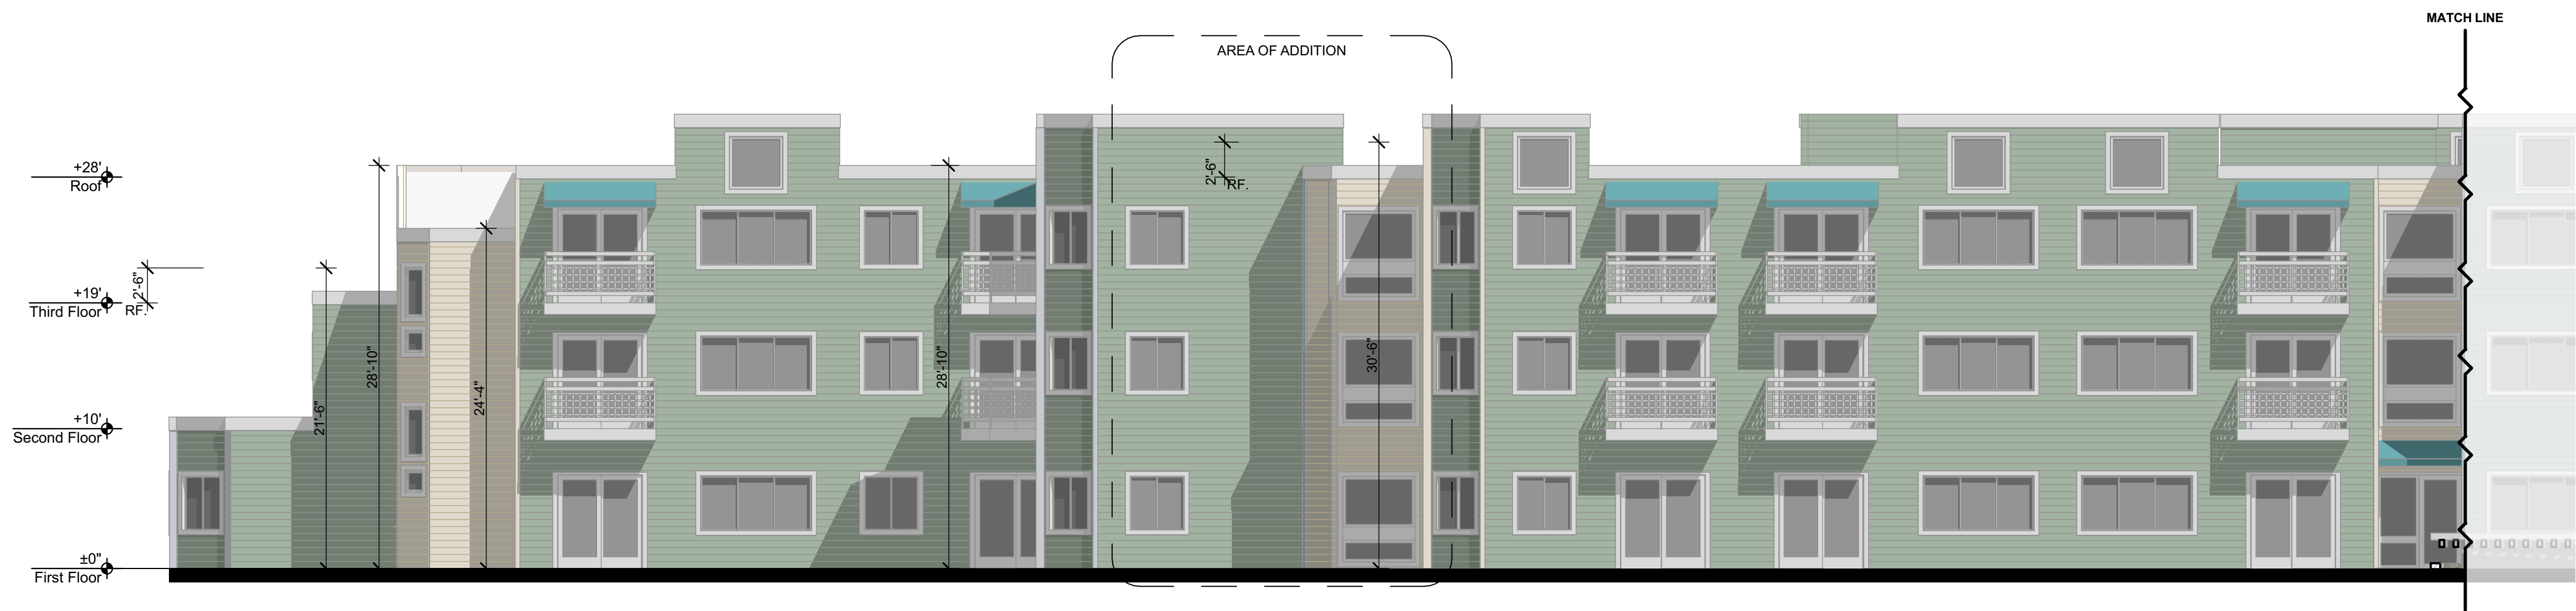 MATCH LINE
AREA OF ADDITION
+28'
Roof
2'-6"
RF.
+19'
Third Floor
2'-6"
RF.
28'-10"
28'-10"
30'-6"
24'-4"
21'-6"
+10'
Second Floor
±0"
First Floor